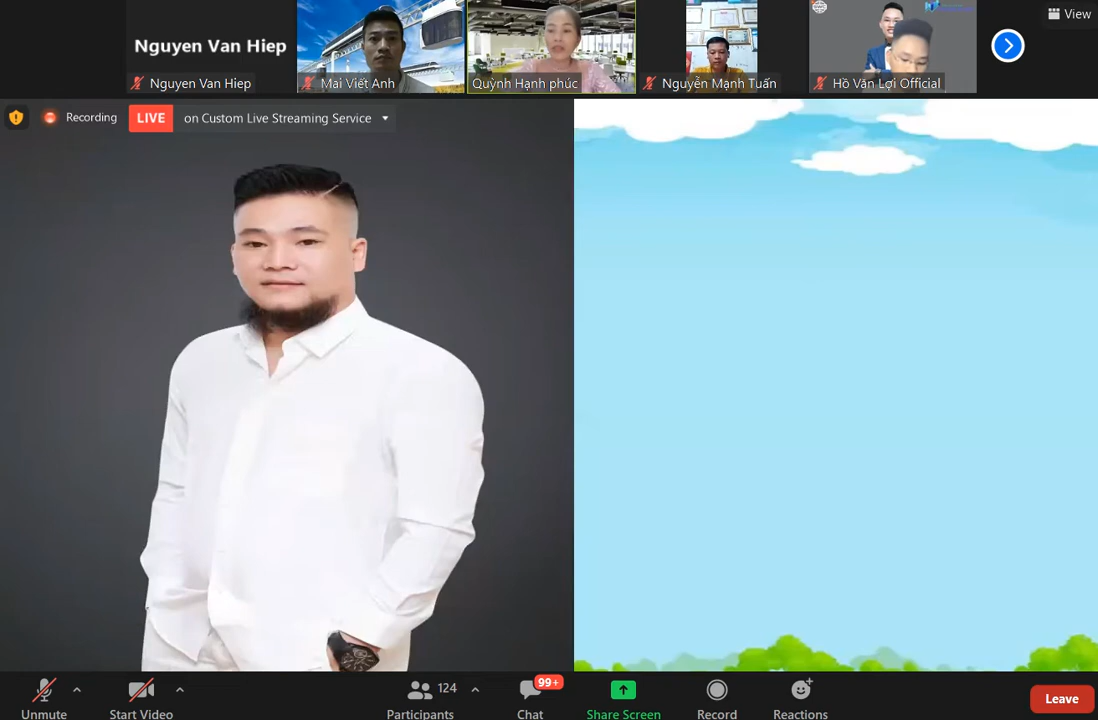 Nguyen Van Hiep
Nguyen Van Hiep
Mai Viết Anh
Quỳnh Hạnh phúc
Nguyễn Mạnh Tuấn
Hồ Văn Lợi Official
View
Recording
LIVE
on Custom Live Streaming Service
Unmute
Start Video
124
Participants
99+
Chat
Share Screen
Record
Reactions
Leave